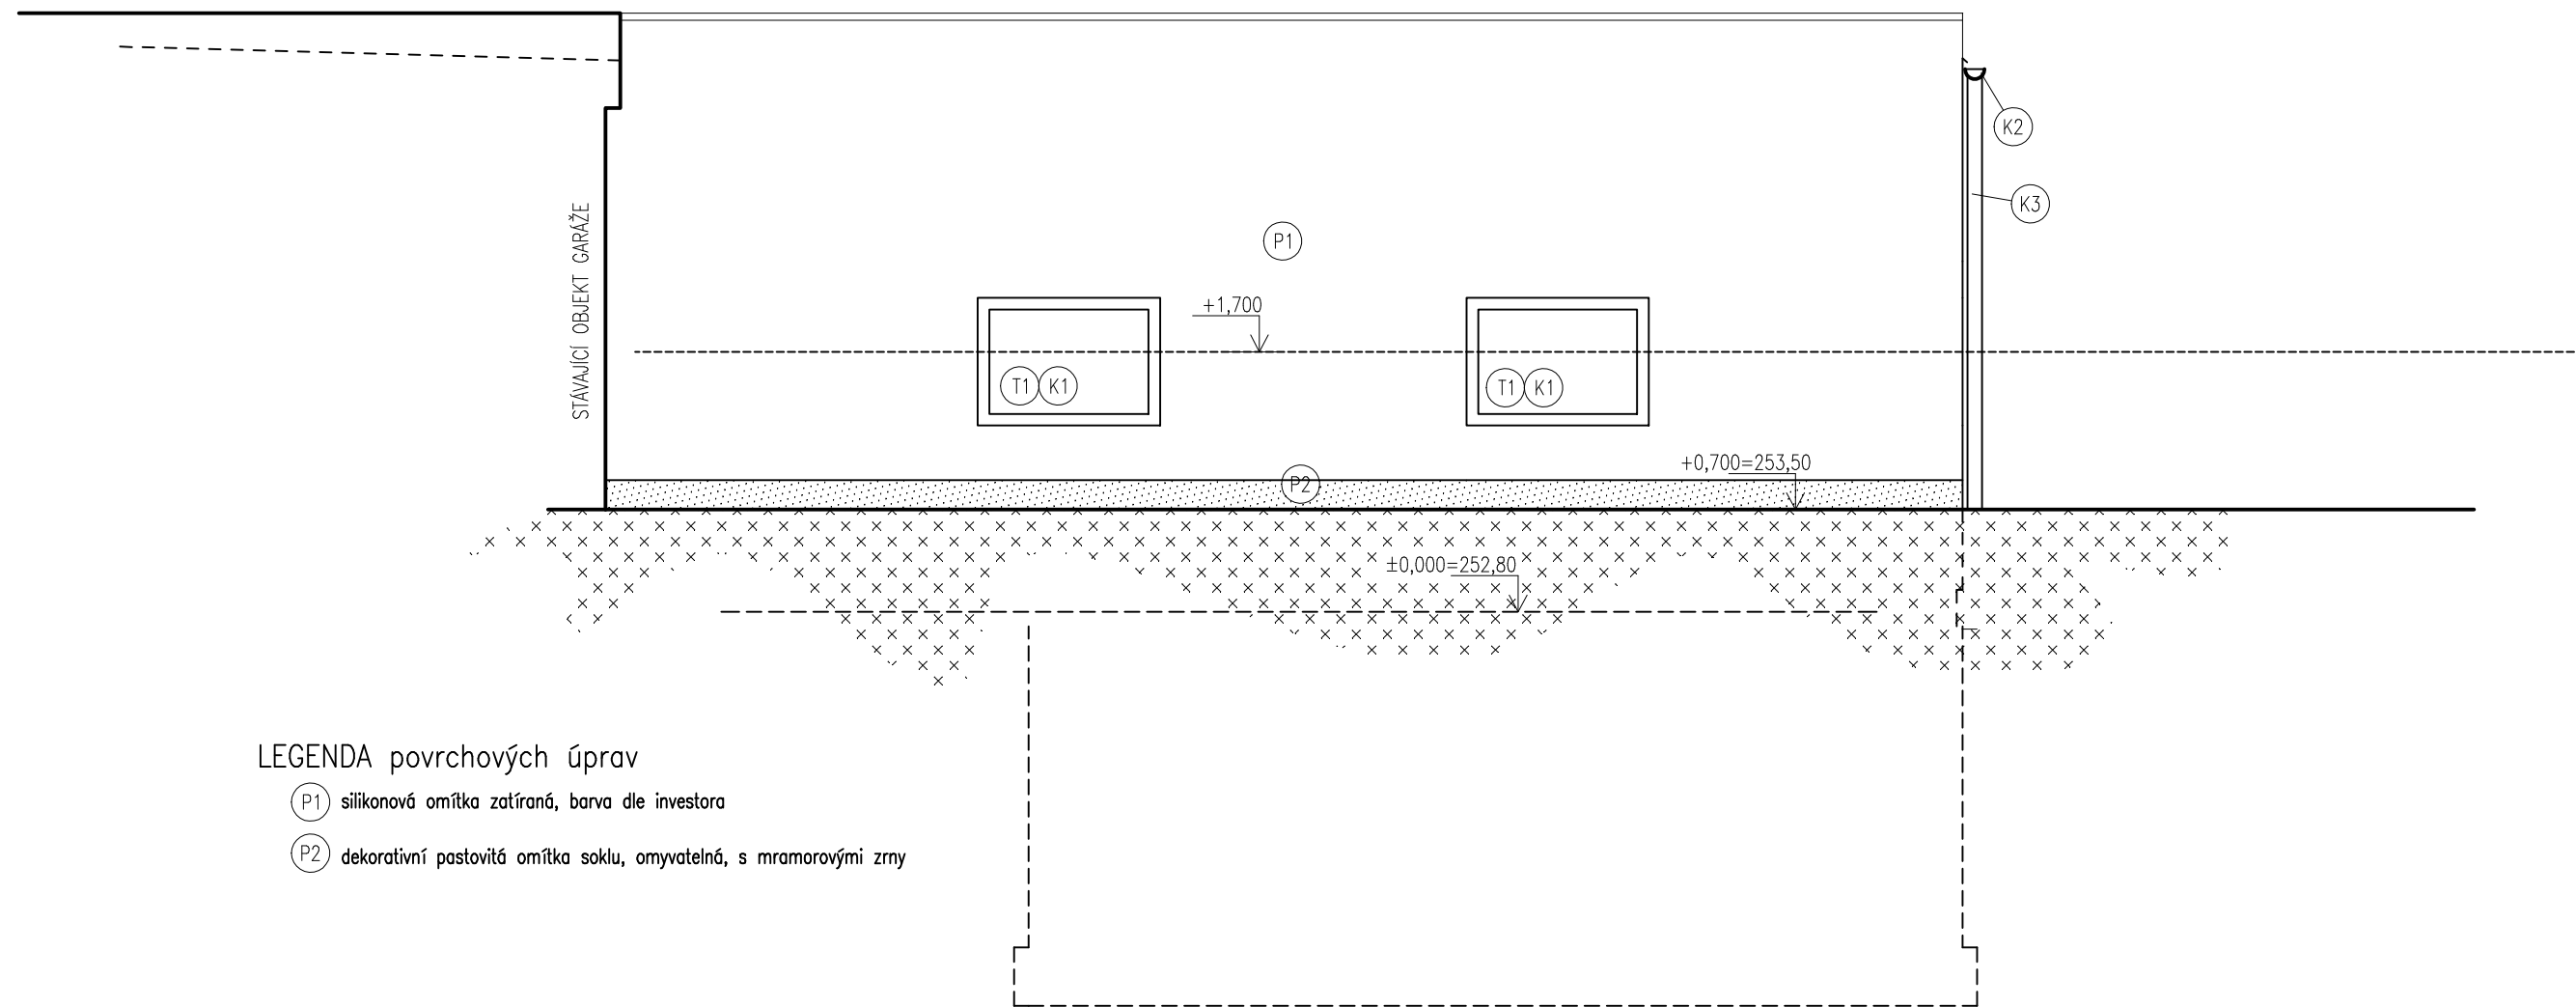 K2
K3
STÁVAJÍCÍ OBJEKT GARÁŽE
P1
+1,700
T1 K1
T1 K1
+0,700=253,50
P2
±0,000=252,80
LEGENDA povrchových úprav
P1 silikonová omítka zatíraná, barva dle investora
P2 dekorativní pastovitá omítka soklu, omyvatelná, s mramorovými zrny